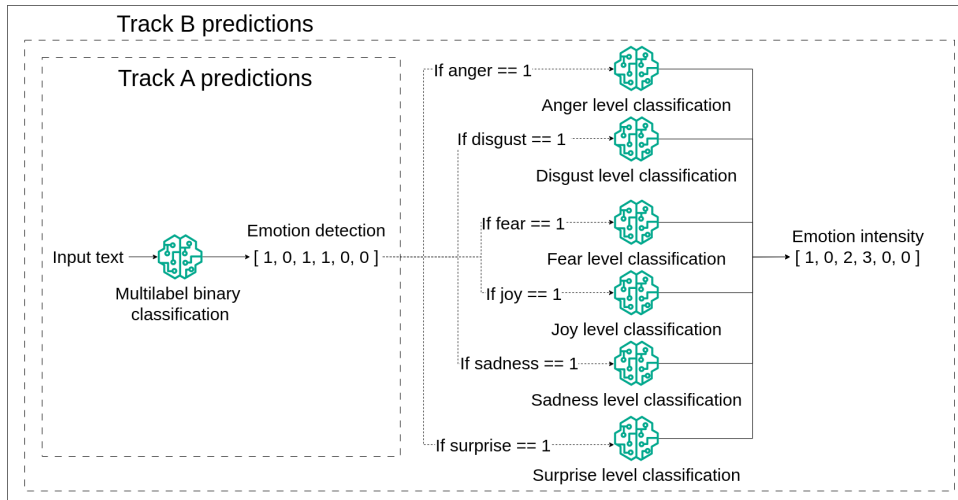 Track B predictions
Track A predictions
Input text
Multilabel binary
classification
Emotion detection
[ 1, 0, 1, 1, 0, 0 ]
If anger == 1
Anger level classification
If disgust == 1
Disgust level classification
If fear == 1
Fear level classification
If joy == 1
Joy level classification
If sadness == 1
Sadness level classification
If surprise == 1
Surprise level classification
Emotion intensity
[ 1, 0, 2, 3, 0, 0 ]